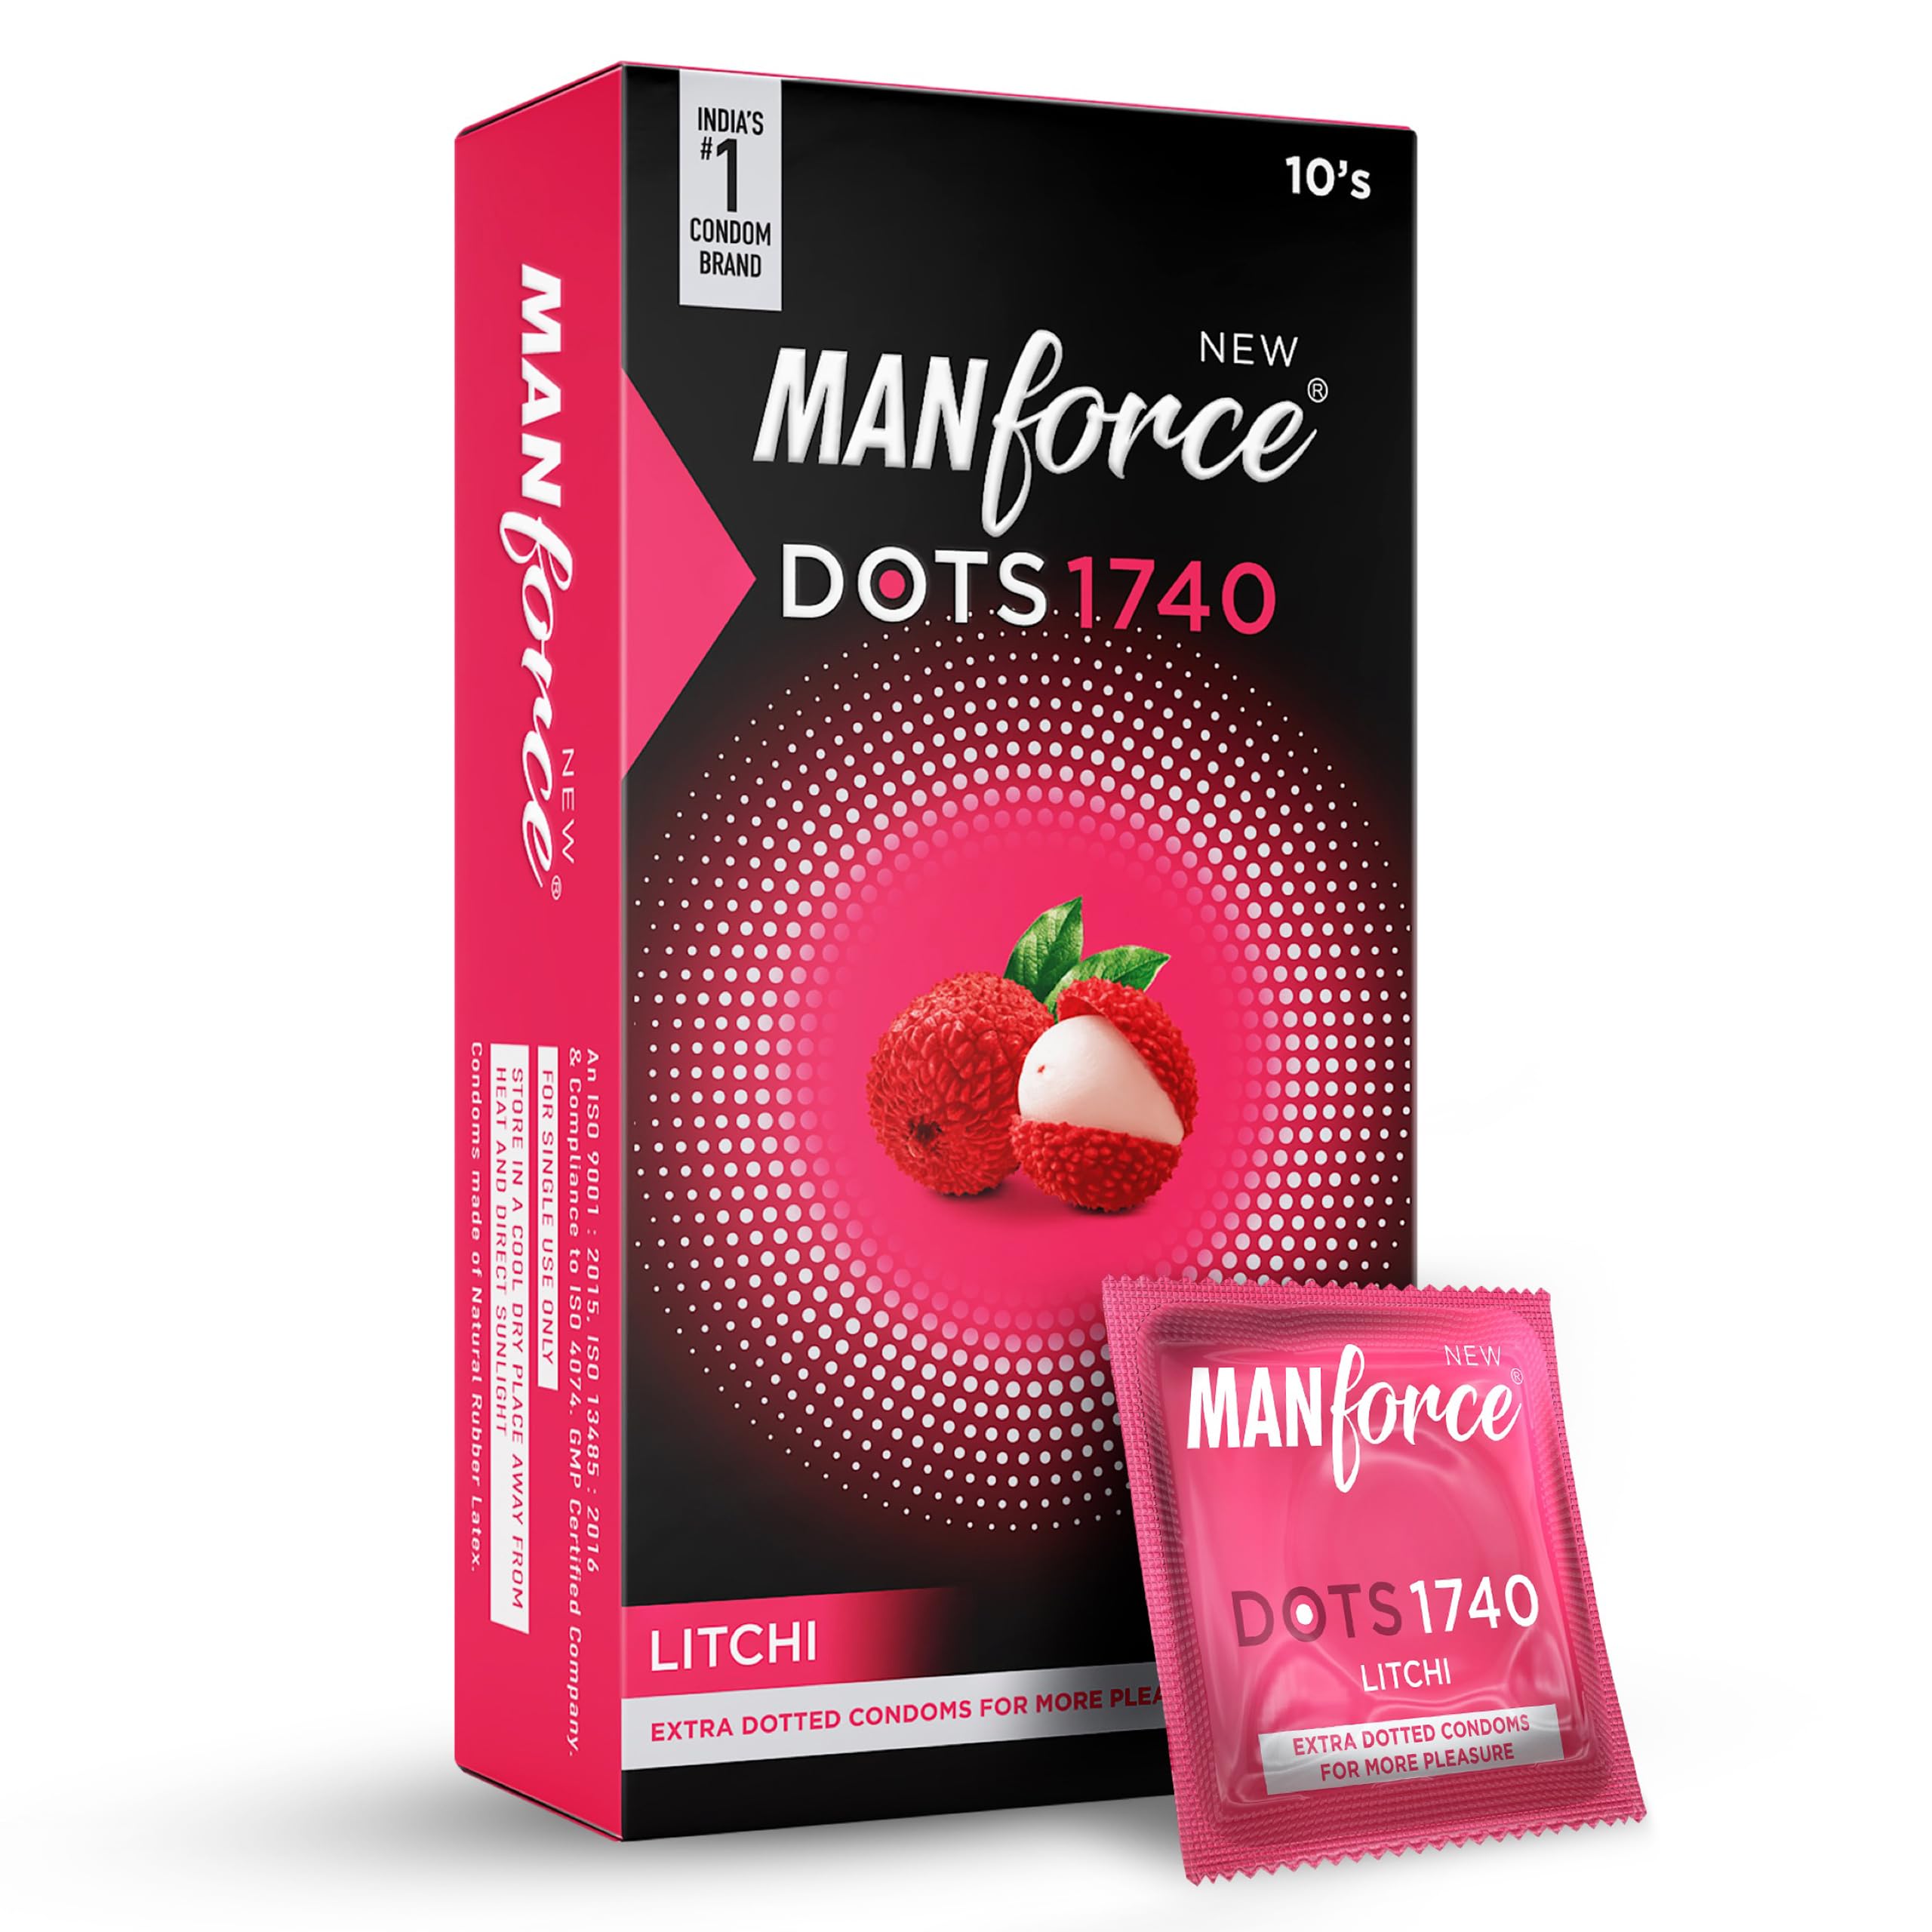 INDIA'S
#1
CONDOM
BRAND
10's
NEW
MANforce®
DOTS 1740
LITCHI
EXTRA DOTTED CONDOMS FOR MORE PLEA
MANforce®
NEW
An ISO 9001 : 2015, ISO 13485 : 2016
& Compliance to ISO 4074. GMP Certified Company.
FOR SINGLE USE ONLY
STORE IN A COOL DRY PLACE AWAY FROM
HEAT AND DIRECT SUNLIGHT
Condoms made of Natural Rubber Latex.
NEW
MANforce®
DOTS 1740
LITCHI
EXTRA DOTTED CONDOMS
FOR MORE PLEASURE